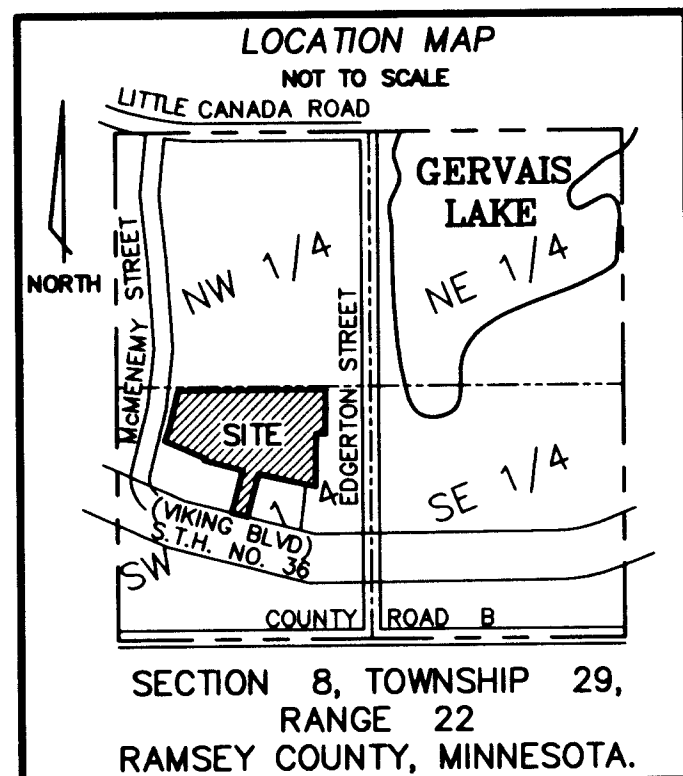 LOCATION MAP
NOT TO SCALE
LITTLE CANADA ROAD
GERVAIS
LAKE
NORTH
McMENEMY STREET
NW 1/4
NE 1/4
EDGERTON STREET
SITE
SE 1/4
SW 1 4
(VIKING BLVD)
S.T.H. NO. 36
COUNTY ROAD B
SECTION 8, TOWNSHIP 29,
RANGE 22
RAMSEY COUNTY, MINNESOTA.